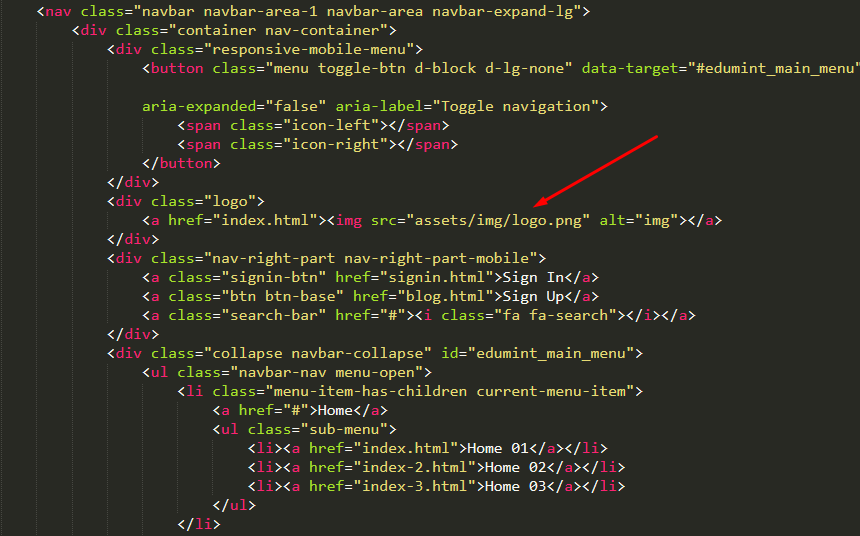 <nav class="navbar navbar-area-1 navbar-area navbar-expand-lg">
<div class="container nav-container">
<div class="responsive-mobile-menu">
<button class="menu toggle-btn d-block d-lg-none" data-target="#edumint_main_menu"
aria-expanded="false" aria-label="Toggle navigation">
<span class="icon-left"></span>
<span class="icon-right"></span>
</button>
</div>
<div class="logo">
<a href="index.html"><img src="assets/img/logo.png" alt="img"></a>
</div>
<div class="nav-right-part nav-right-part-mobile">
<a class="signin-btn" href="signin.html">Sign In</a>
<a class="btn btn-base" href="blog.html">Sign Up</a>
<a class="search-bar" href="#"><i class="fa fa-search"></i></a>
</div>
<div class="collapse navbar-collapse" id="edumint_main_menu">
<ul class="navbar-nav menu-open">
<li class="menu-item-has-children current-menu-item">
<a href="#">Home</a>
<ul class="sub-menu">
<li><a href="index.html">Home 01</a></li>
<li><a href="index-2.html">Home 02</a></li>
<li><a href="index-3.html">Home 03</a></li>
</ul>
</li>